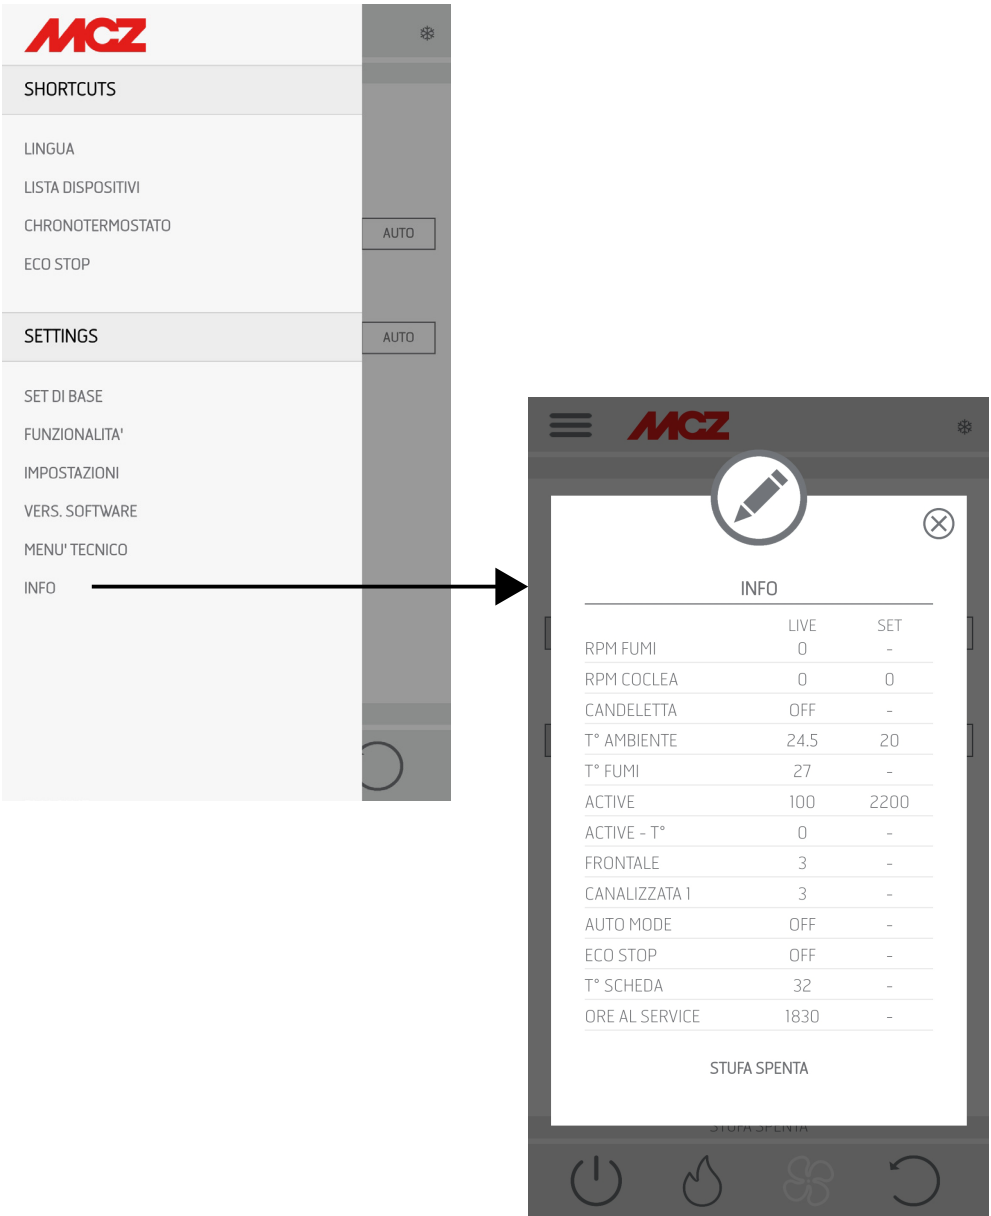 MCZ
SHORTCUTS
LINGUA
LISTA DISPOSITIVI
CHRONOTERMOSTATO
AUTO
ECO STOP
SETTINGS
AUTO
SET DI BASE
FUNZIONALITA'
IMPOSTAZIONI
VERS. SOFTWARE
MENU' TECNICO
INFO
MCZ
INFO
LIVE SET
RPM FUMI 0 -
RPM COCLEA 0 0
CANDELETTA OFF -
T° AMBIENTE 24.5 20
T° FUMI 27 -
ACTIVE 100 2200
ACTIVE - T° 0 -
FRONTALE 3 -
CANALIZZATA 1 3 -
AUTO MODE OFF -
ECO STOP OFF -
T° SCHEDA 32 -
ORE AL SERVICE 1830 -
STUFA SPENTA
STUFA SPENTA